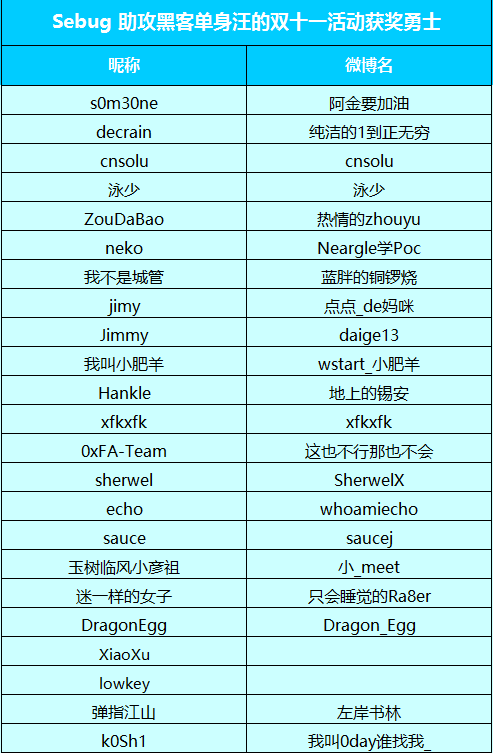 Sebug 助攻黑客单身汪的双十一活动获奖勇士
昵称 微博名
s0m30ne 阿金要加油
decrain 纯洁的1到正无穷
cnsolu cnsolu
泳少 泳少
ZouDaBao 热情的zhouyu
neko Neargle学Poc
我不是城管 蓝胖的铜锣烧
jimy 点点_de妈咪
Jimmy daige13
我叫小肥羊 wstart_小肥羊
Hankle 地上的锡安
xfkxfk xfkxfk
0xFA-Team 这也不行那也不会
sherwel SherwelX
echo whoamiecho
sauce saucej
玉树临风小彦祖 小_meet
迷一样的女子 只会睡觉的Ra8er
DragonEgg Dragon_Egg
XiaoXu
lowkey
弹指江山 左岸书林
k0Sh1 我叫0day谁找我_